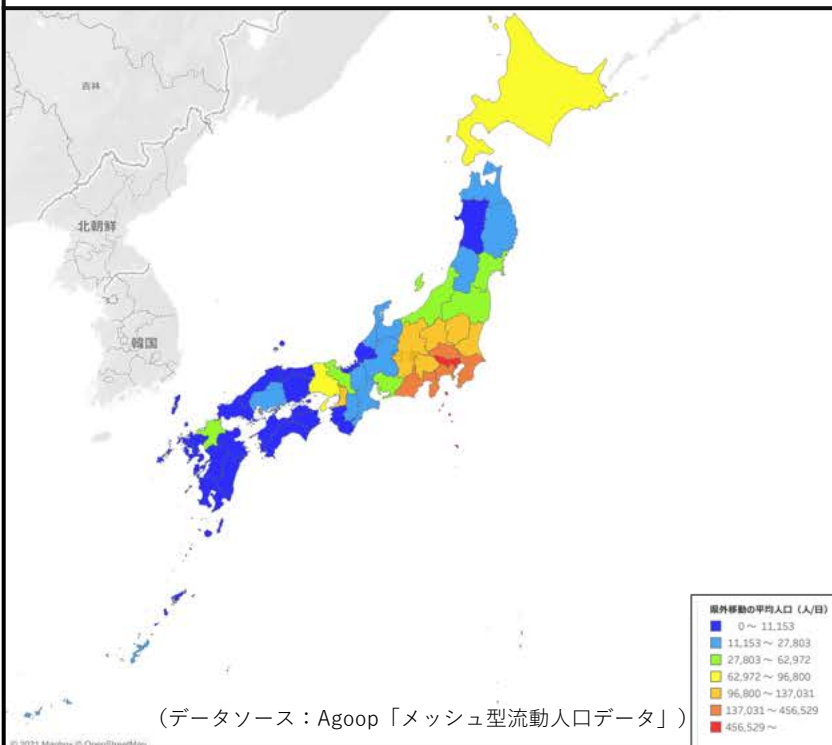 吉林
北朝鮮
韓国
県外移動の平均人口（人/日）
0～ 11,153
11,153～ 27,803
27,803～ 62,972
62,972～ 96,800
96,800～ 137,031
137,031～ 456,529
456,529～
（データソース：Agoop「メッシュ型流動人口データ」）
© 2021 Mapbox © OpenStreetMap